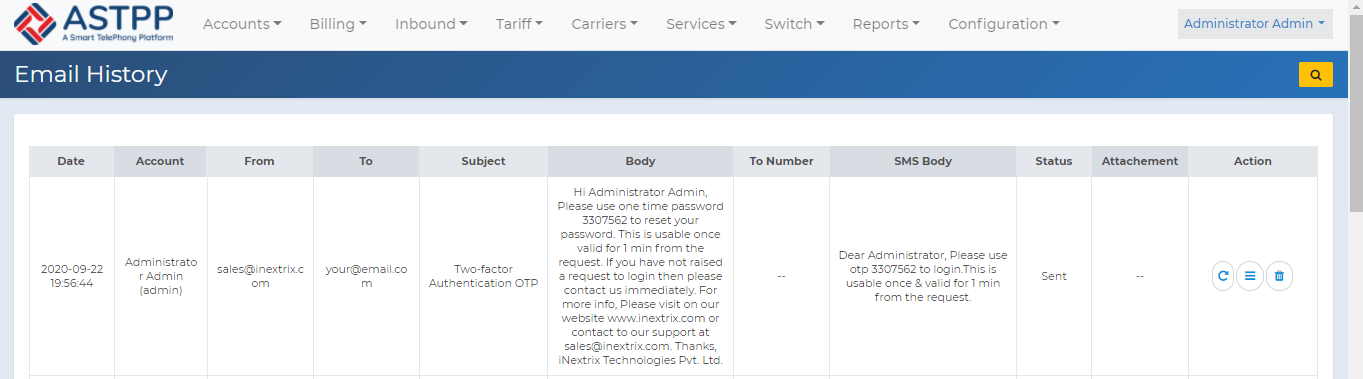 ASTPP
A Smart TelePhony Platform
Accounts Billing Inbound Tariff Carriers Services Switch Reports Configuration Administrator Admin
Email History
Date Account From To Subject Body To Number SMS Body Status Attachement Action
2020-09-22
19:56:44
Administrato
r Admin
(admin)
sales@inextrix.c
om
your@email.co
m
Two-factor
Authentication OTP
Hi Administrator Admin,
Please use one time password
3307562 to reset your
password. This is usable once
valid for 1 min from the
request. If you have not raised
a request to login then please
contact us immediately. For
more info, Please visit on our
website www.inextrix.com or
contact to our support at
sales@inextrix.com. Thanks,
iNextrix Technologies Pvt. Ltd.
--
Dear Administrator, Please use
otp 3307562 to login.This is
usable once & valid for 1 min
from the request.
Sent
--